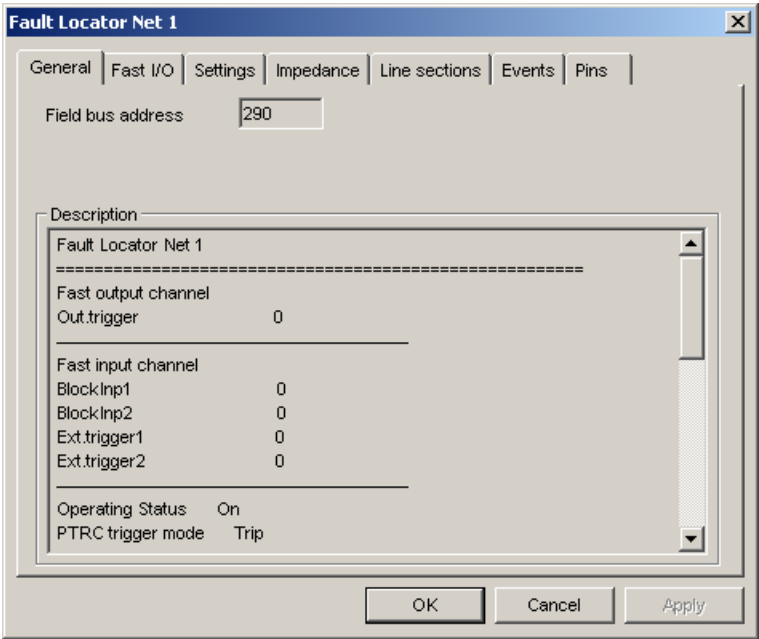 Fault Locator Net 1
General Fast I/O Settings Impedance Line sections Events Pins
Field bus address 290
Description
Fault Locator Net 1
=======================================================
Fast output channel
Out.trigger 0
Fast input channel
BlockInp1 0
BlockInp2 0
Ext.trigger1 0
Ext.trigger2 0
Operating Status On
PTRC trigger mode Trip
OK Cancel Apply